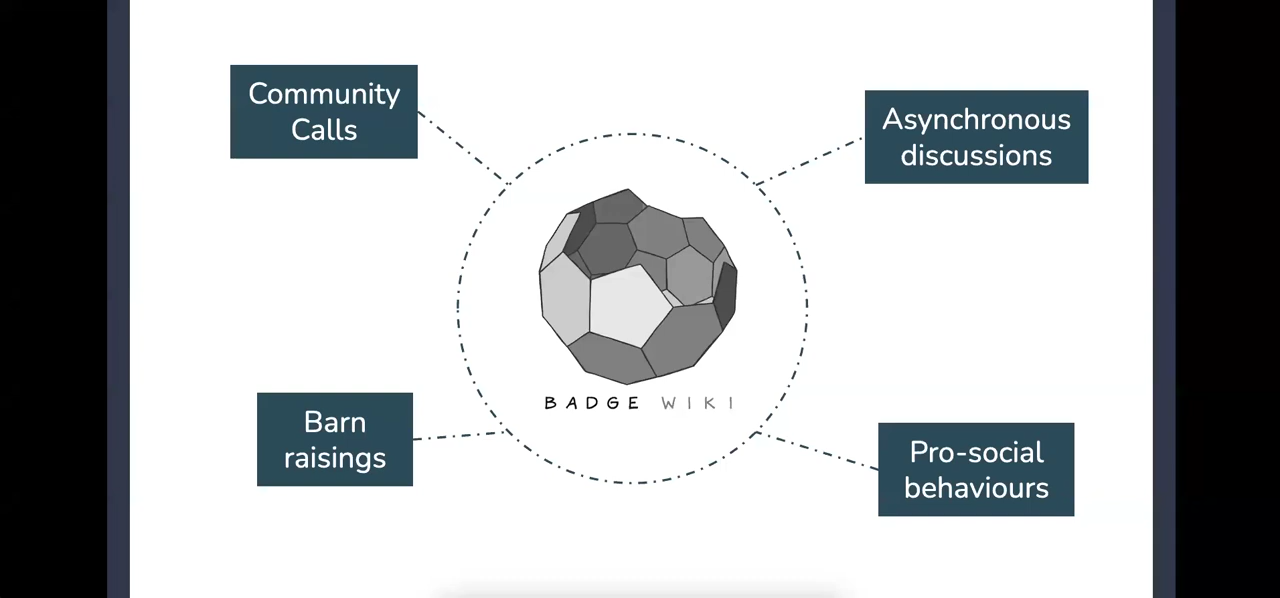 Community
Calls
Asynchronous
discussions
BADGE WIKI
Barn
raisings
Pro-social
behaviours